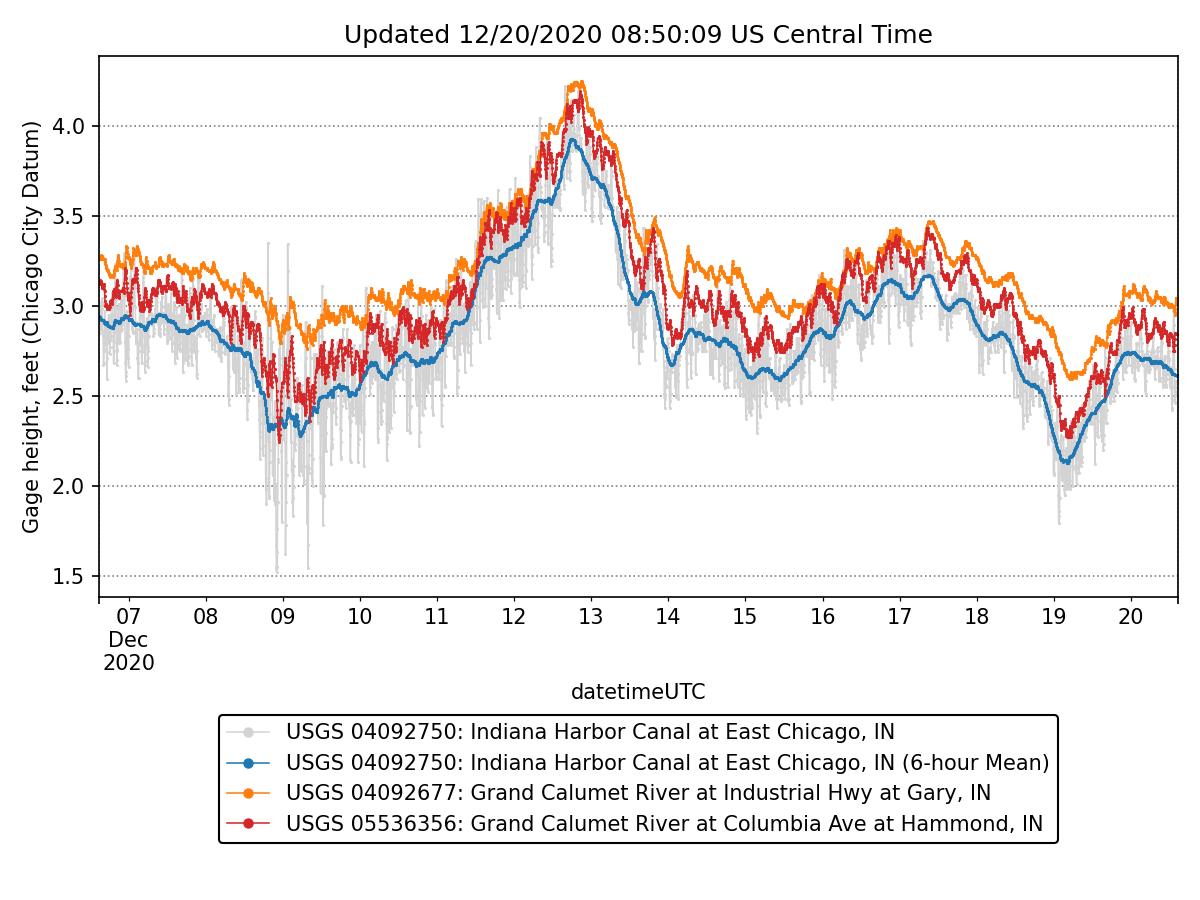 Updated 12/20/2020 08:50:09 US Central Time
Gage height, feet (Chicago City Datum)
4.0
3.5
3.0
2.5
2.0
1.5
07 08 09 10 11 12 13 14 15 16 17 18 19 20
Dec
2020
datetimeUTC
USGS 04092750: Indiana Harbor Canal at East Chicago, IN
USGS 04092750: Indiana Harbor Canal at East Chicago, IN (6-hour Mean)
USGS 04092677: Grand Calumet River at Industrial Hwy at Gary, IN
USGS 05536356: Grand Calumet River at Columbia Ave at Hammond, IN